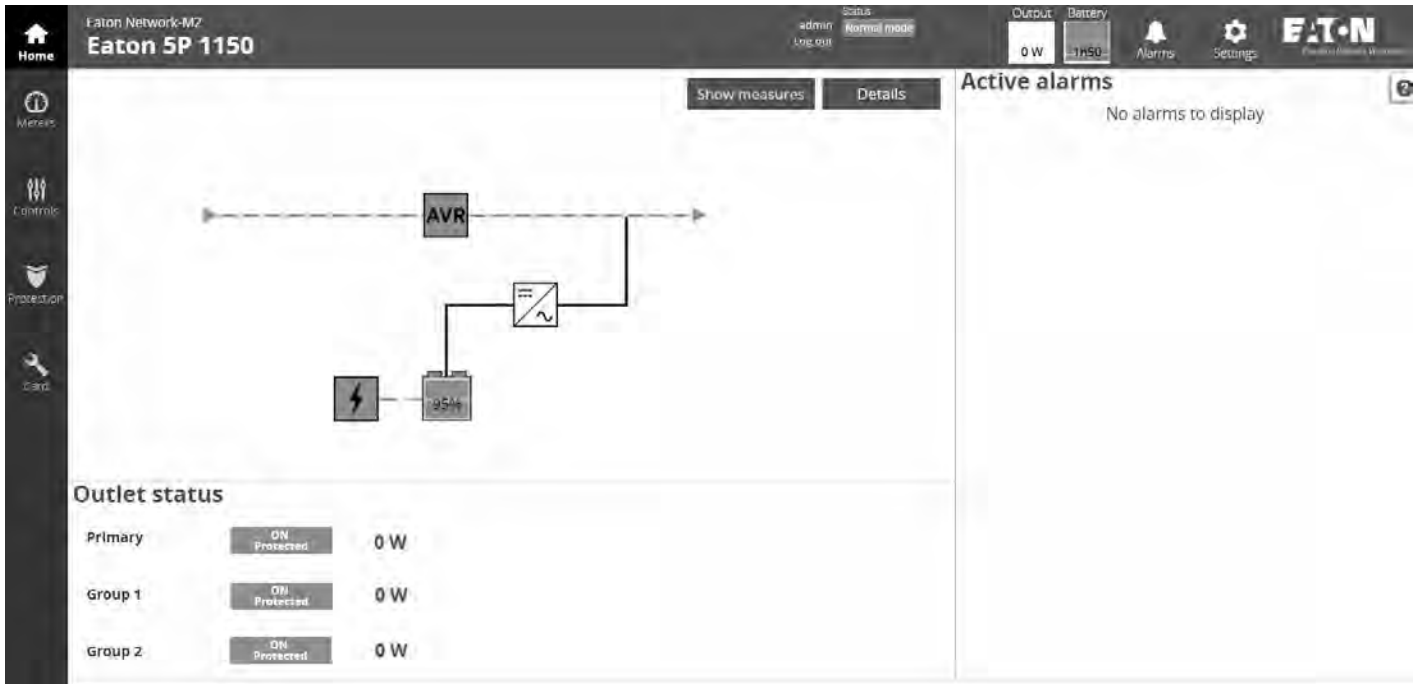 Eaton Network-M2
Eaton 5P 1150
admin
Log out
Status
Normal mode
Output
0 W
Battery
1h50
Alarms
Settings
EATON
Home
Meters
Controls
Protection
Card
Show measures
Details
AVR
95%
Active alarms
No alarms to display
Outlet status
Primary
ON
Protected
0 W
Group 1
ON
Protected
0 W
Group 2
ON
Protected
0 W